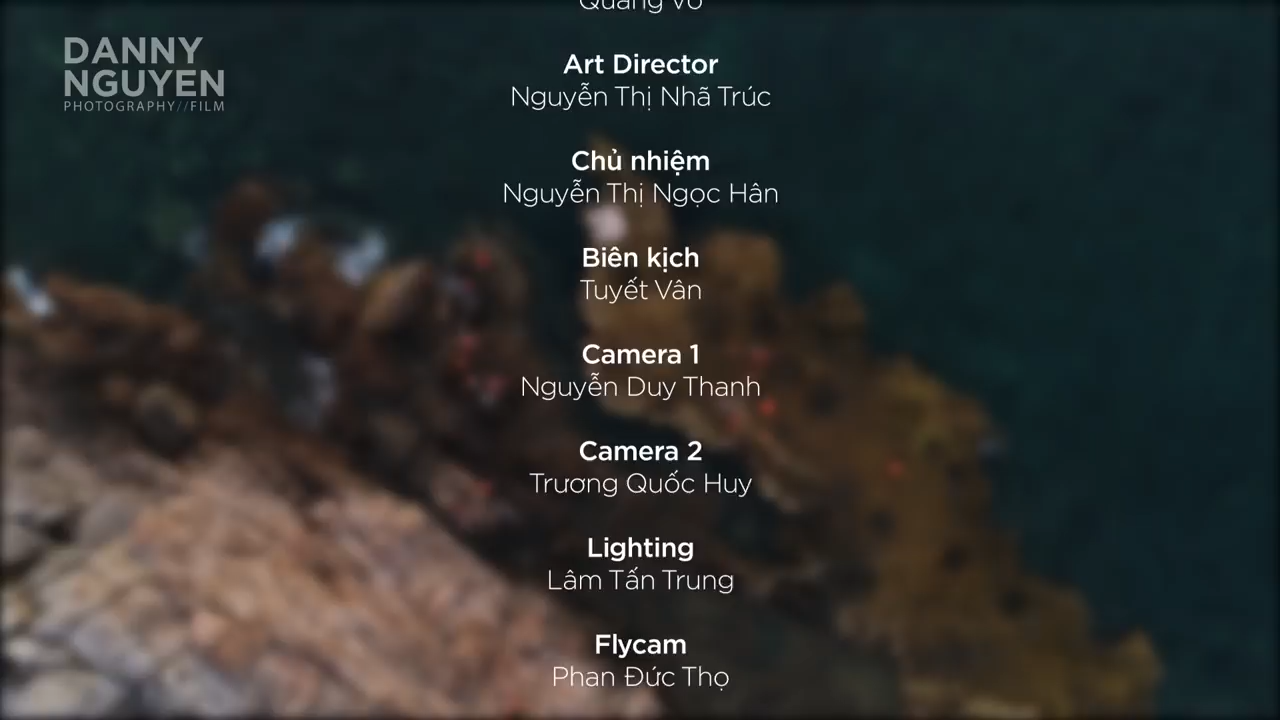 Quang Võ
DANNY
NGUYEN
PHOTOGRAPHY//FILM
Art Director
Nguyễn Thị Nhã Trúc
Chủ nhiệm
Nguyễn Thị Ngọc Hân
Biên kịch
Tuyết Vân
Camera 1
Nguyễn Duy Thanh
Camera 2
Trương Quốc Huy
Lighting
Lâm Tấn Trung
Flycam
Phan Đức Thọ